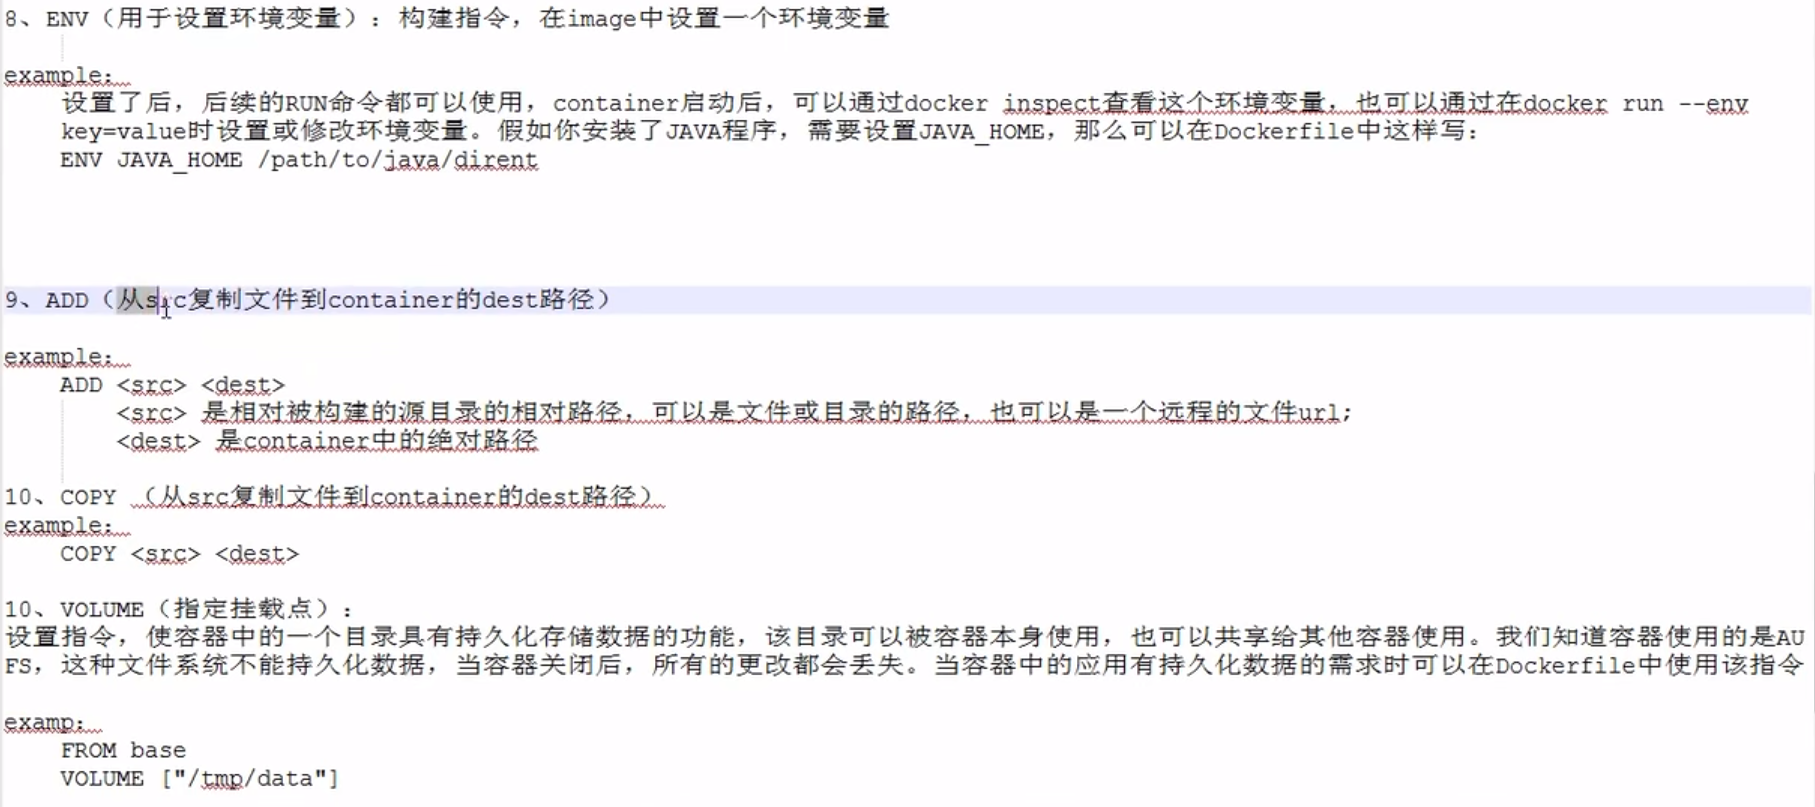 8、ENV（用于设置环境变量）：构建指令，在image中设置一个环境变量
example：
设置了后，后续的RUN命令都可以使用，container启动后，可以通过docker inspect查看这个环境变量，也可以通过在docker run --env
key=value时设置或修改环境变量。假如你安装了JAVA程序，需要设置JAVA_HOME，那么可以在Dockerfile中这样写：
ENV JAVA_HOME /path/to/java/dirent
9、ADD（从src复制文件到container的dest路径）
example：
ADD <src> <dest>
<src> 是相对被构建的源目录的相对路径，可以是文件或目录的路径，也可以是一个远程的文件url;
<dest> 是container中的绝对路径
10、COPY （从src复制文件到container的dest路径）
example：
COPY <src> <dest>
10、VOLUME（指定挂载点）：
设置指令，使容器中的一个目录具有持久化存储数据的功能，该目录可以被容器本身使用，也可以共享给其他容器使用。我们知道容器使用的是AU
FS，这种文件系统不能持久化数据，当容器关闭后，所有的更改都会丢失。当容器中的应用有持久化数据的需求时可以在Dockerfile中使用该指令
examp：
FROM base
VOLUME ["/tmp/data"]